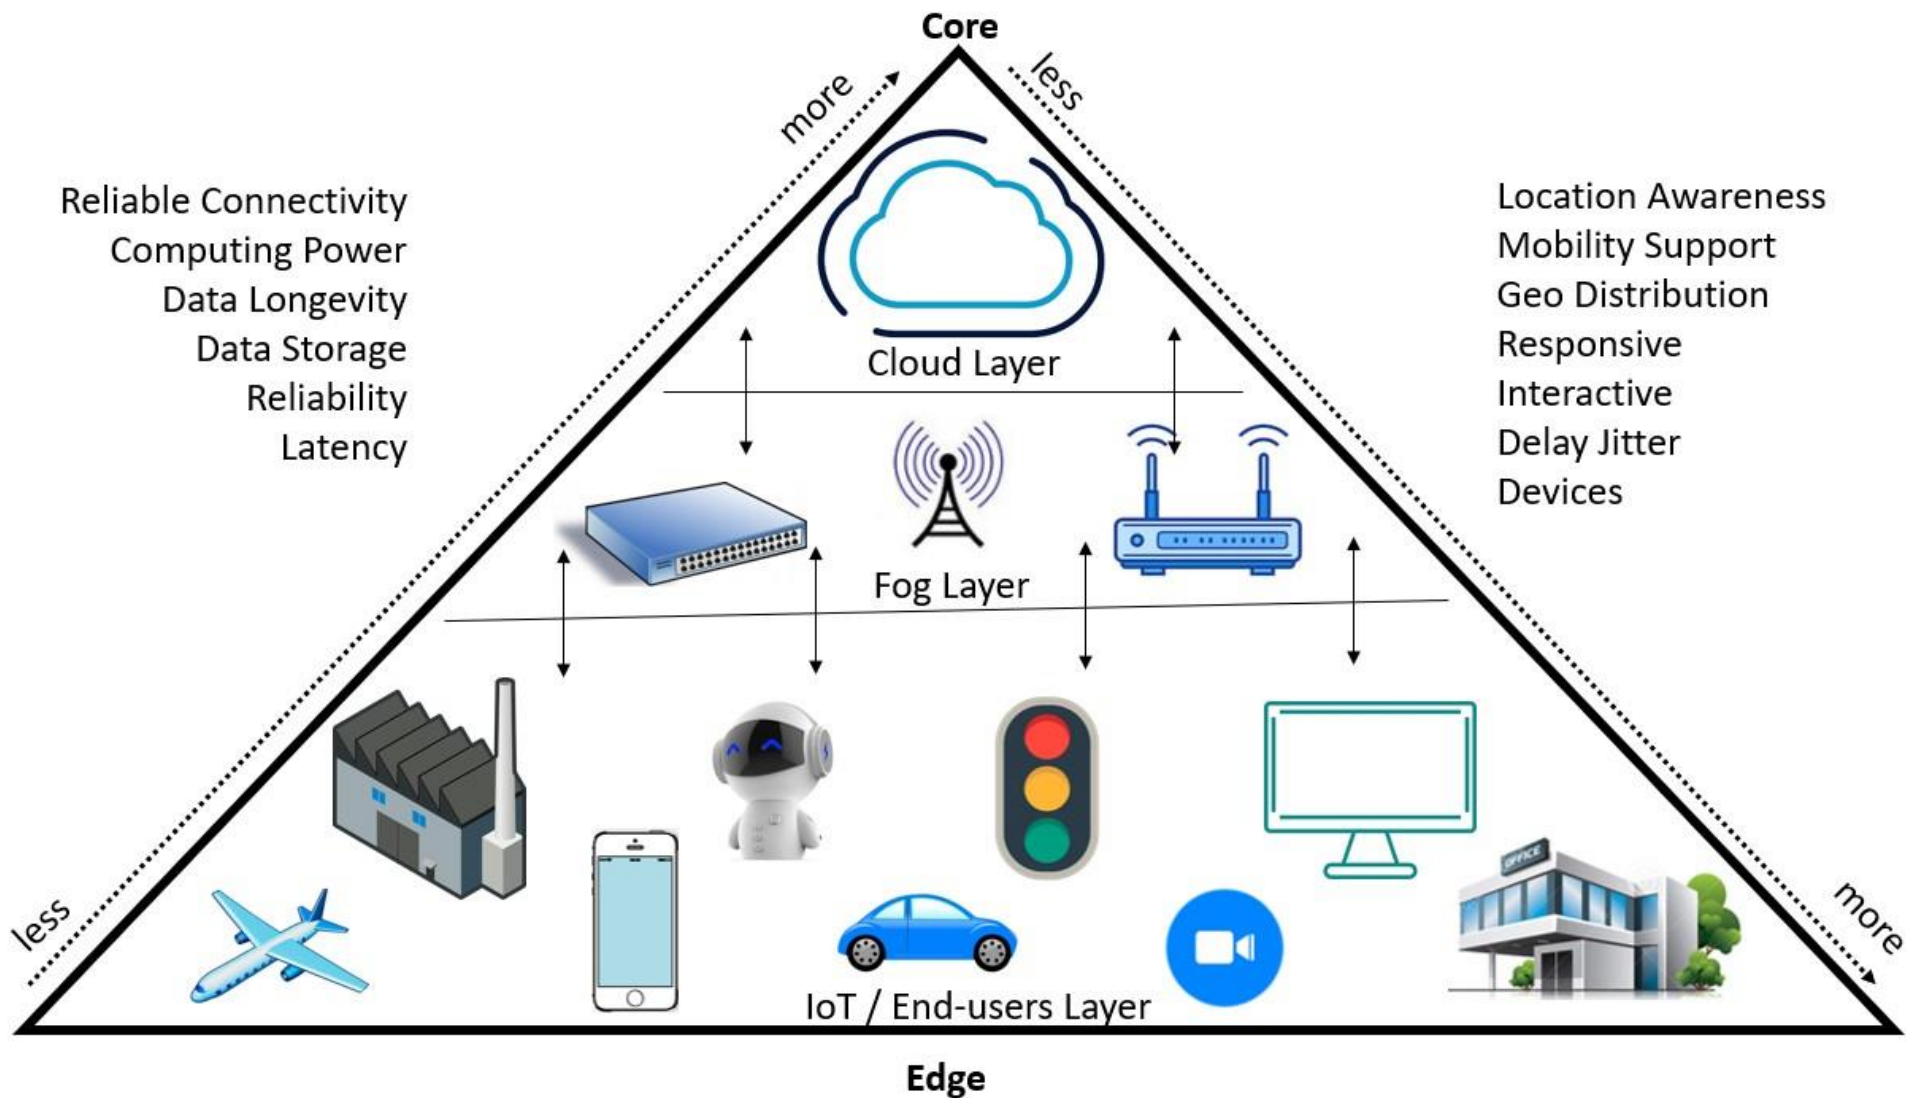 Core
more
less
Reliable Connectivity
Computing Power
Data Longevity
Data Storage
Reliability
Latency
Location Awareness
Mobility Support
Geo Distribution
Responsive
Interactive
Delay Jitter
Devices
Cloud Layer
Fog Layer
OFFICE
less
more
IoT / End-users Layer
Edge